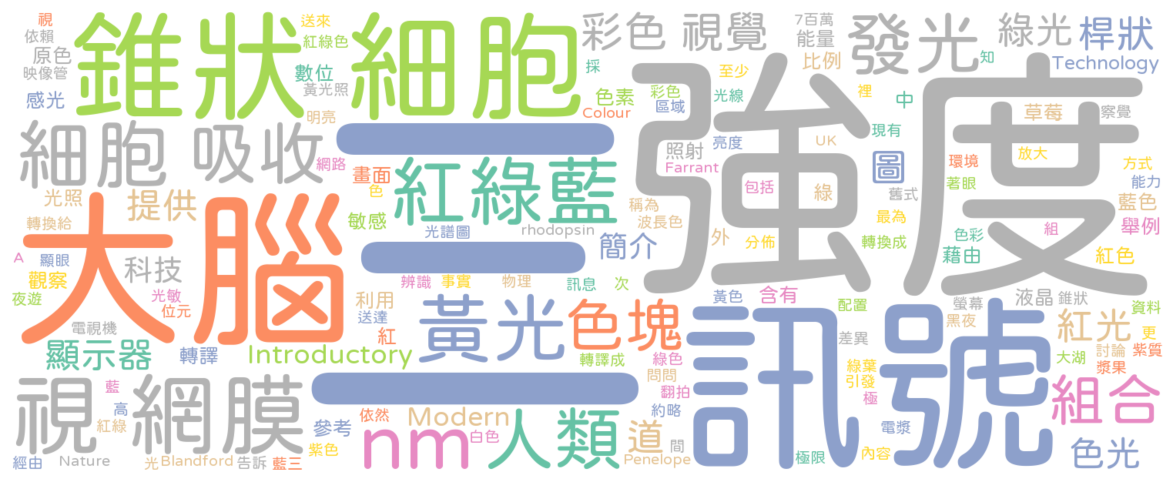 視
依賴
原色
映像管
感光
錐狀
送來
紅綠色
數位
黃光照
明亮
細胞
採
色素
Colour
彩色
視覺
7百萬
能量
比例
至少
彩色
區域
光線
發光
知
綠光
桿狀
Technology
裡
中
現有
草莓
察覺
放大
細胞
吸收
網路
畫面
色
紅綠藍
敏感
光譜圖
rhodopsin
亮度
照射
Farrant
稱為
波長色
強度
UK
包括
綠
外
分佈
圖
舊式
最為
轉換成
環境
著眼
色彩
藉由
方式
能力
藍色
組
舉例
紅色
光照
提供
轉換給
A
顯眼
觀察
夜遊
科技
光敏
位元
電視機
顯示器
轉譯
大腦
辨識
事實
物理
訊息
次
簡介
利用
送達
紅
Introductory
黃光
色塊
轉譯成
綠色
問問
翻拍
約略
黃色
含有
配置
差異
螢幕
黑夜
液晶
錐狀
紅光
資料
更
紫質
大湖
討論
漿果
綠葉
引發
極
視網膜
藍
高
紅綠
經由
Nature
光
Blandford
告訴
藍三
紫色
參考
依然
Modern
nm
白色
人類
道
間
Penelope
訊號
電漿
內容
極限
組合
色光